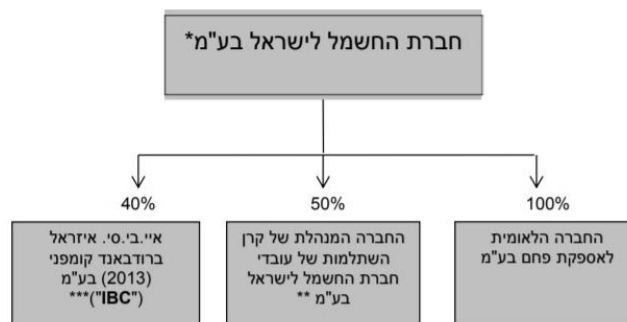 חברת החשמל לישראל בע"מ*
100%
50%
40%
החברה הלאומית
לאספקת פחם בע"מ
החברה המנהלת של קרן
השתלמות של עובדי
חברת החשמל לישראל
בע"מ **
איי.בי.סי. איזראל
ברודבאנד קומפני
(2013) בע"מ
("IBC")***